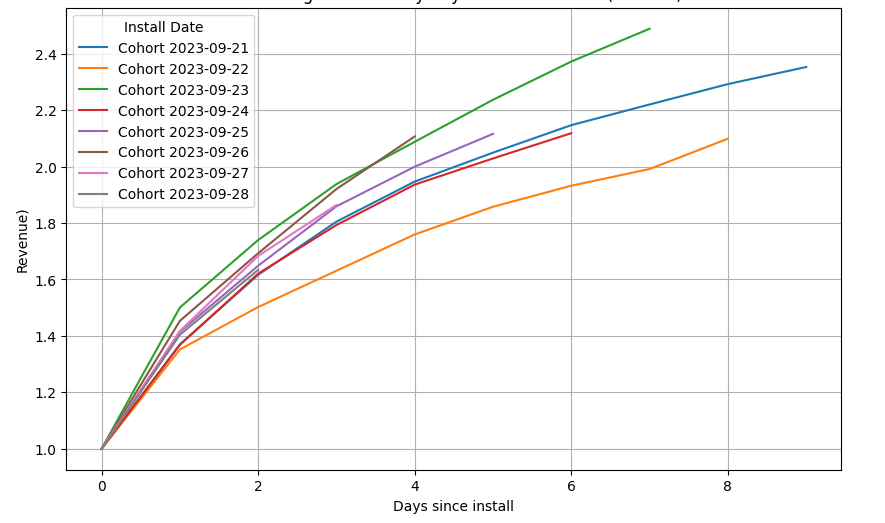 Install Date
Cohort 2023-09-21
Cohort 2023-09-22
Cohort 2023-09-23
Cohort 2023-09-24
Cohort 2023-09-25
Cohort 2023-09-26
Cohort 2023-09-27
Cohort 2023-09-28
2.4
2.2
2.0
1.8
1.6
1.4
1.2
1.0
Revenue)
0 2 4 6 8
Days since install